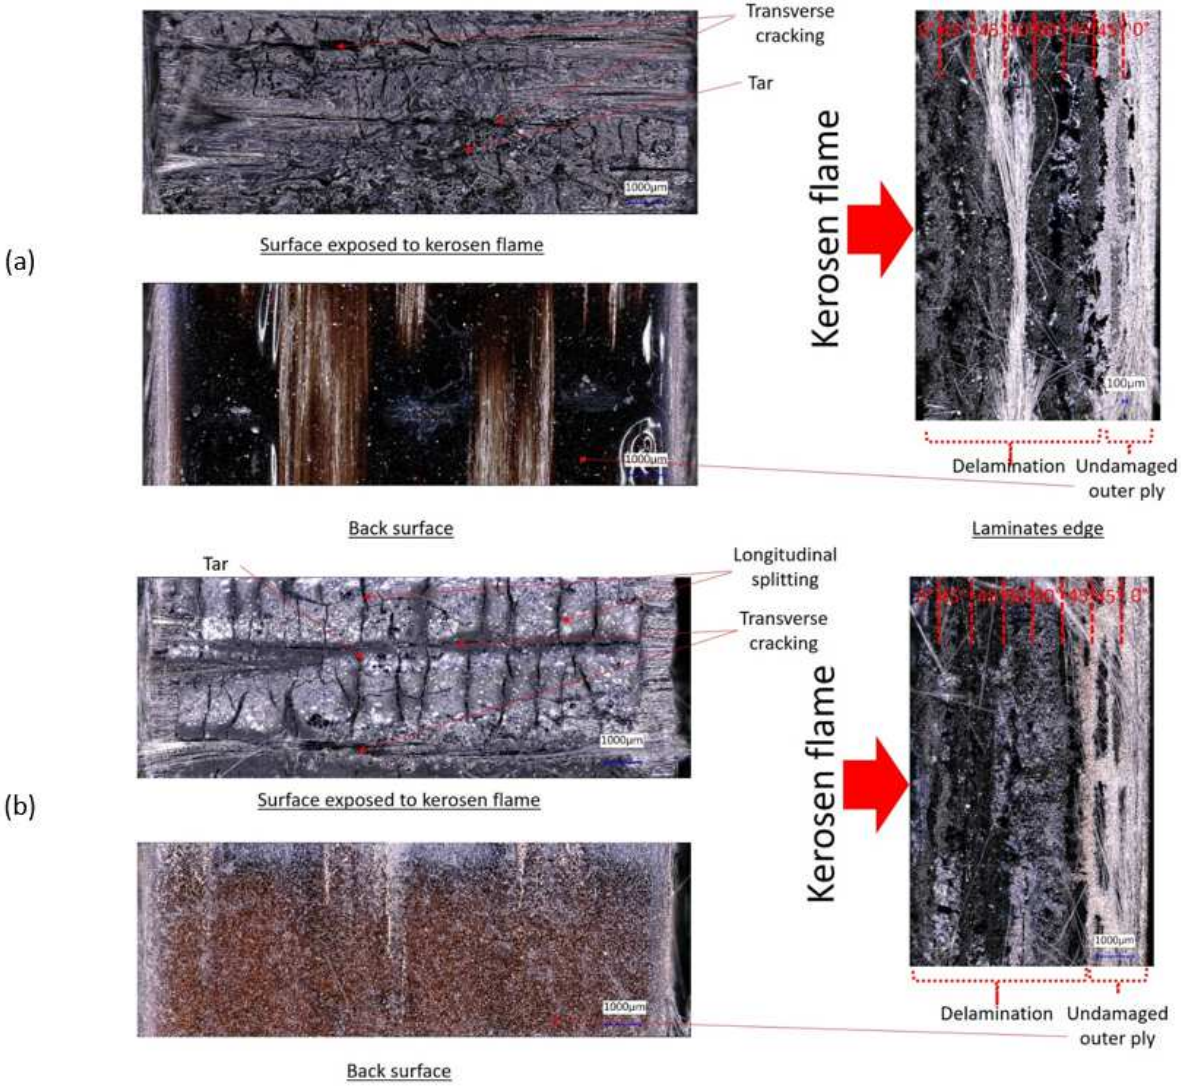 Transverse
cracking
Tar
1000µm
Surface exposed to kerosen flame
(a)
1000µm
Back surface
Kerosen flame
0°
100µm
Delamination
Undamaged
outer ply
Laminates edge
Tar
Longitudinal
splitting
Transverse
cracking
1000µm
Surface exposed to kerosen flame
(b)
1000µm
Back surface
Kerosen flame
0°
1000µm
Delamination
Undamaged
outer ply